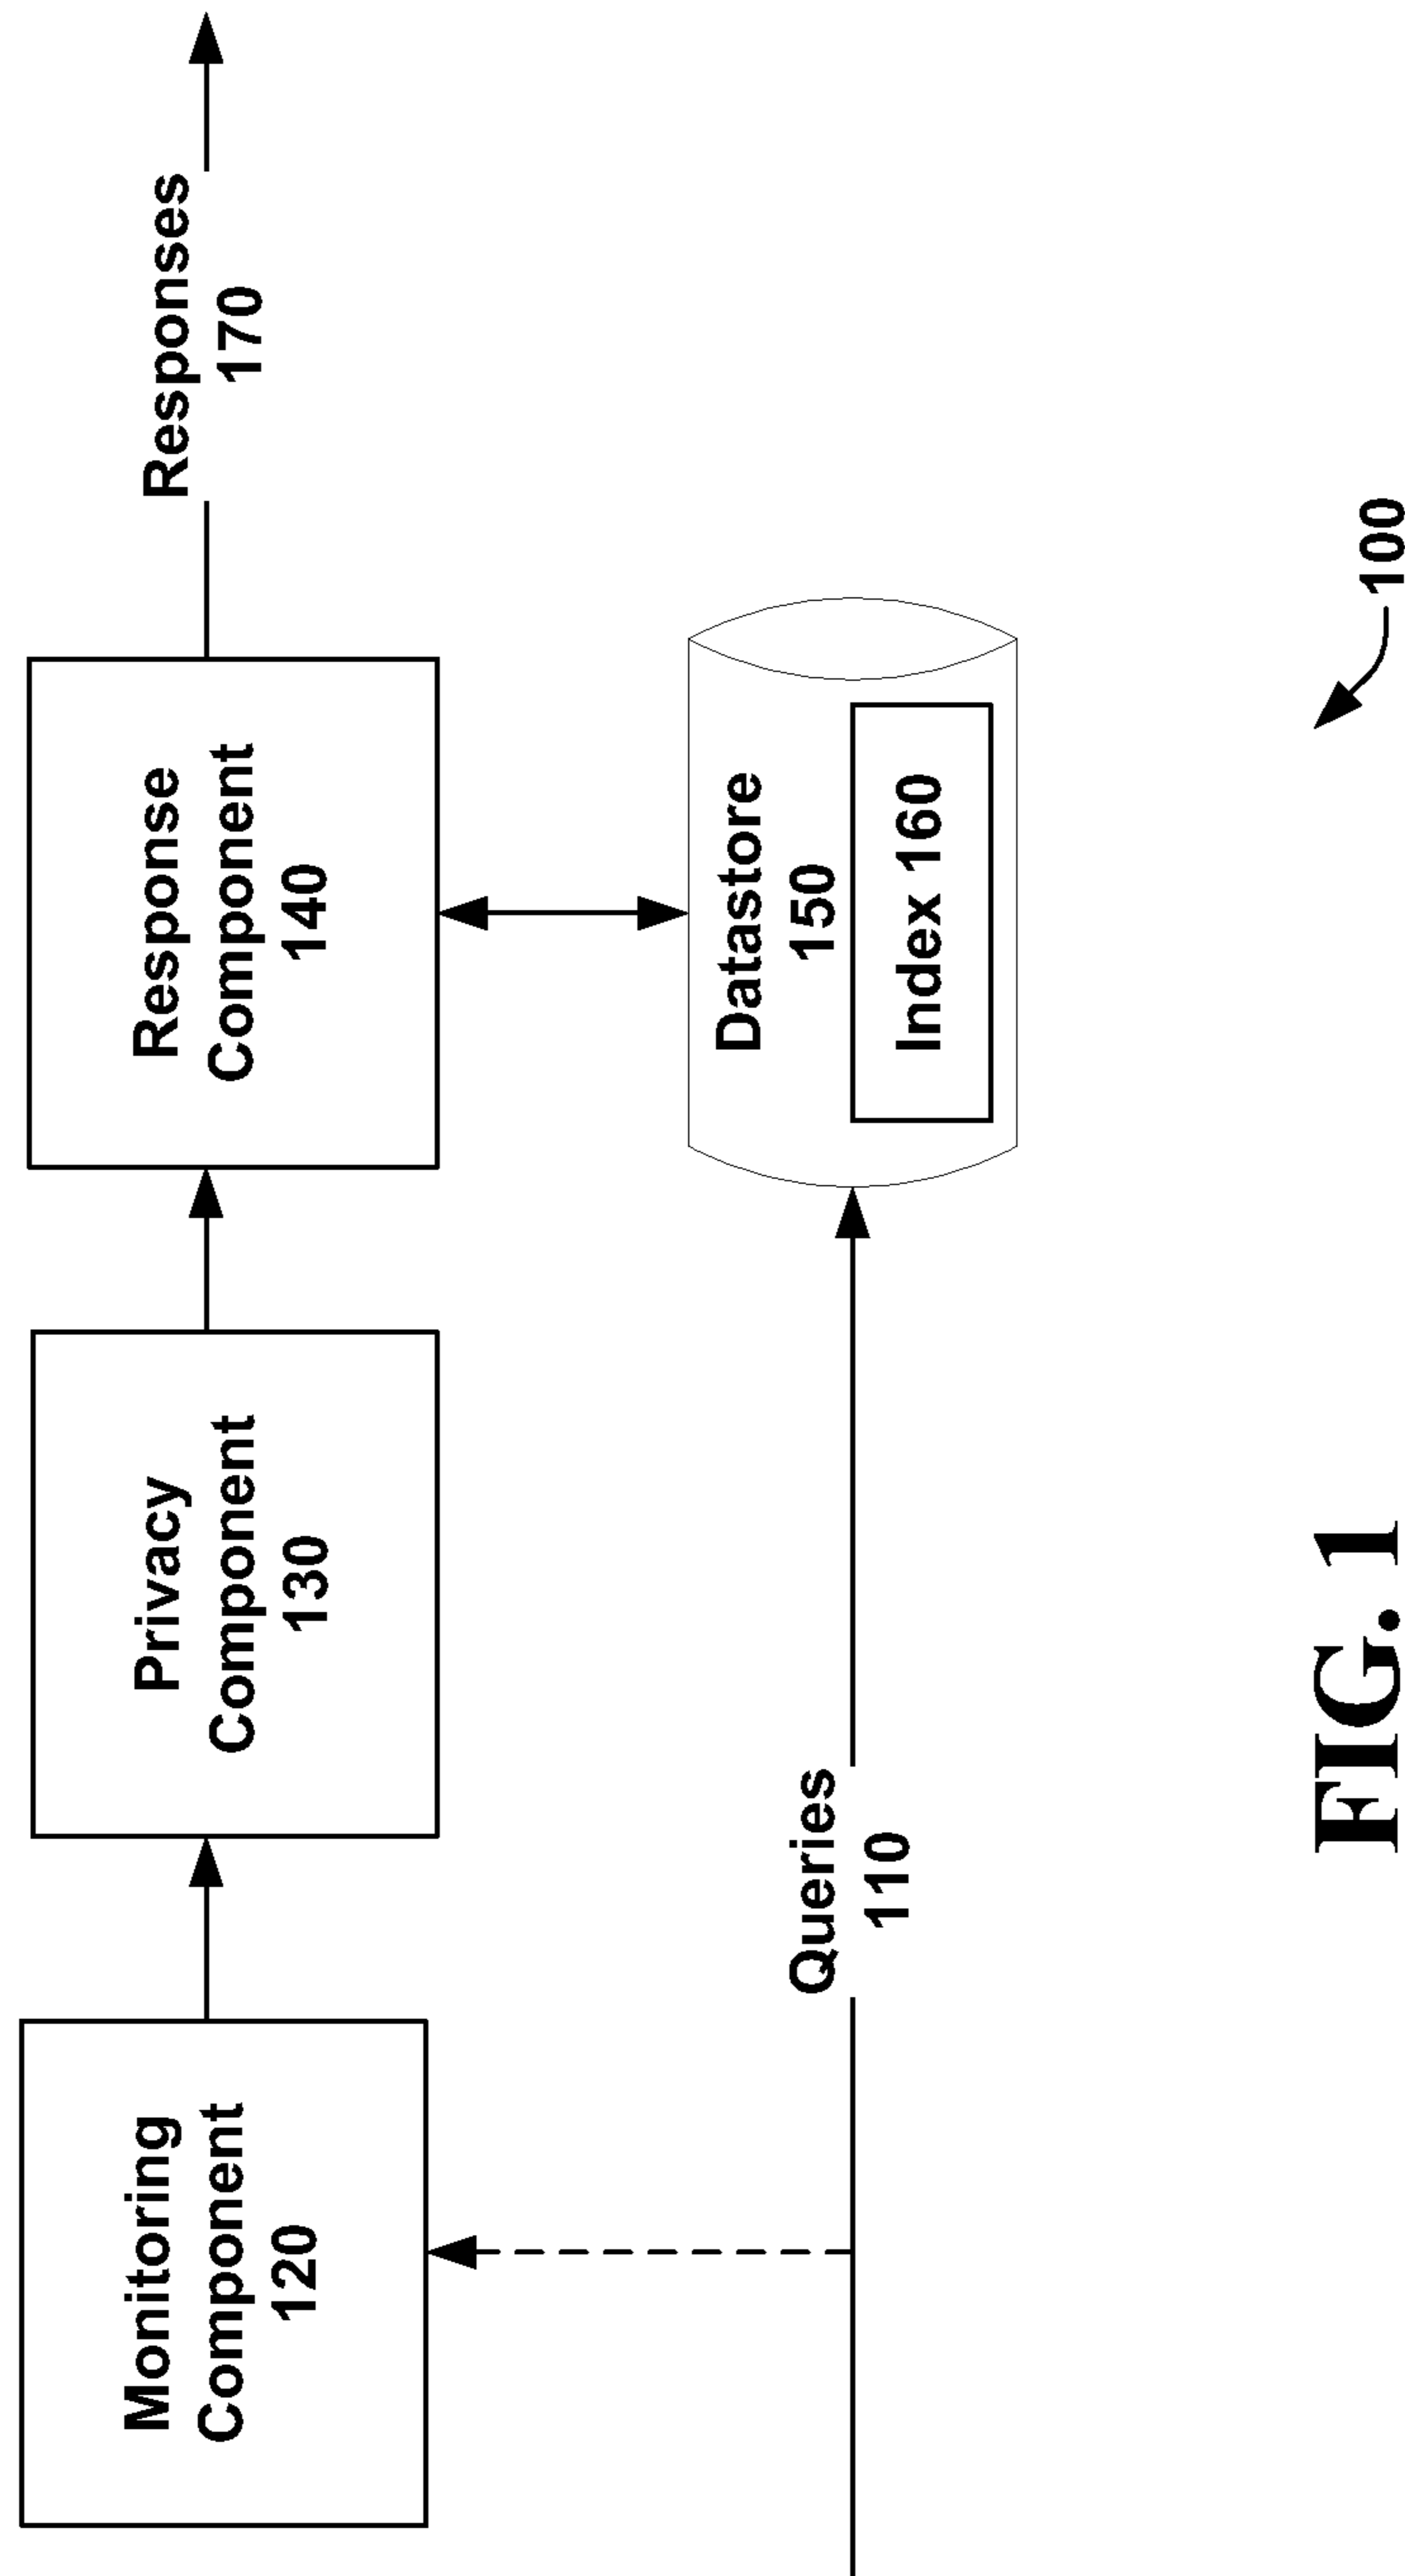 Monitoring
Component
120
Privacy
Component
130
Response
Component
140
Responses
170
Queries
110
Datastore
150
Index 160
100
FIG. 1